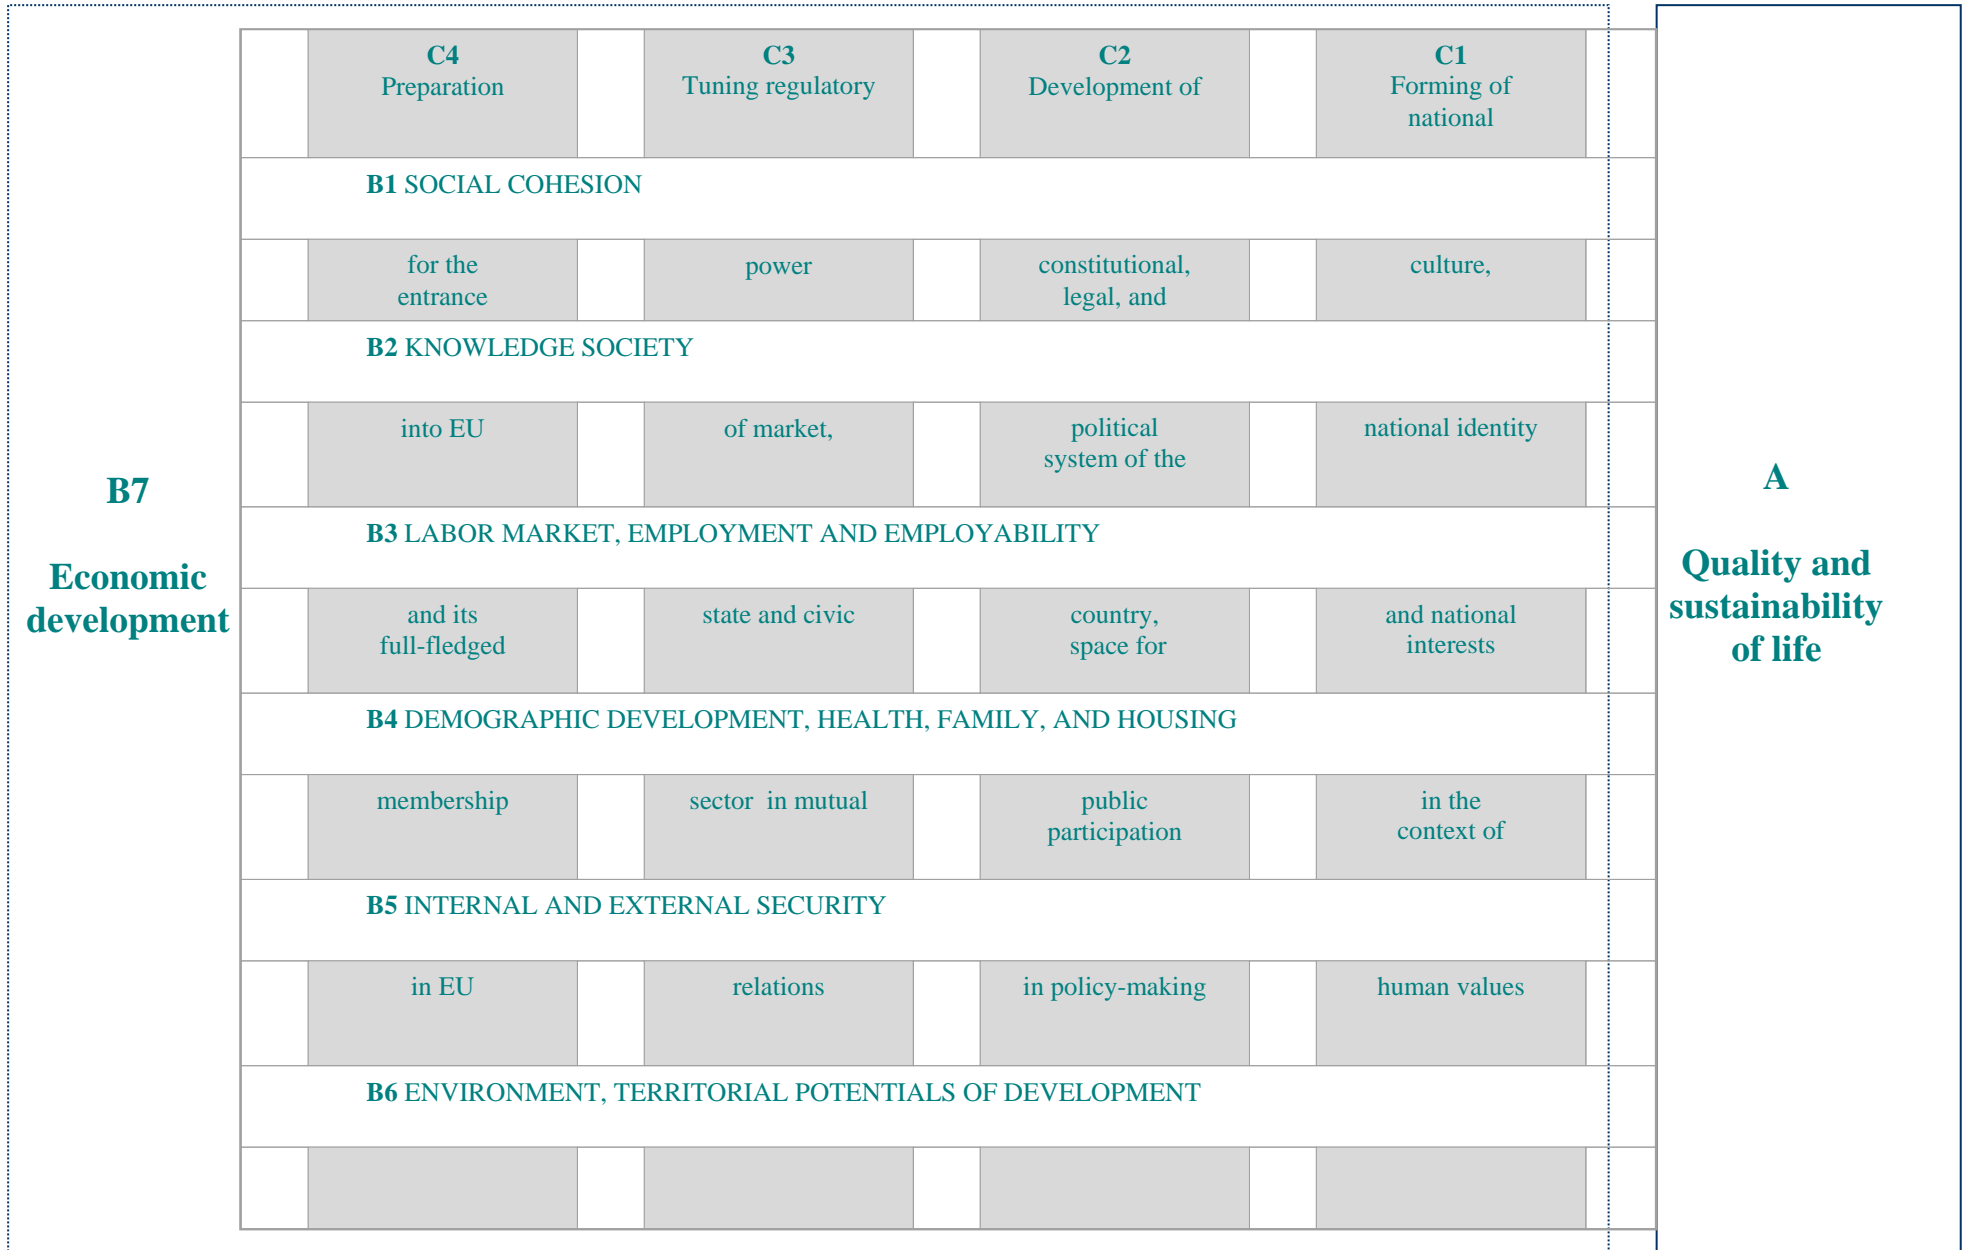 C4
Preparation
C3
Tuning regulatory
C2
Development of
C1
Forming of
national
B1 SOCIAL COHESION
for the
entrance
power
constitutional,
legal, and
culture,
B2 KNOWLEDGE SOCIETY
into EU
of market,
political
system of the
national identity
B7
Economic
development
A
Quality and
sustainability
of life
B3 LABOR MARKET, EMPLOYMENT AND EMPLOYABILITY
and its
full-fledged
state and civic
country,
space for
and national
interests
B4 DEMOGRAPHIC DEVELOPMENT, HEALTH, FAMILY, AND HOUSING
membership
sector in mutual
public
participation
in the
context of
B5 INTERNAL AND EXTERNAL SECURITY
in EU
relations
in policy-making
human values
B6 ENVIRONMENT, TERRITORIAL POTENTIALS OF DEVELOPMENT